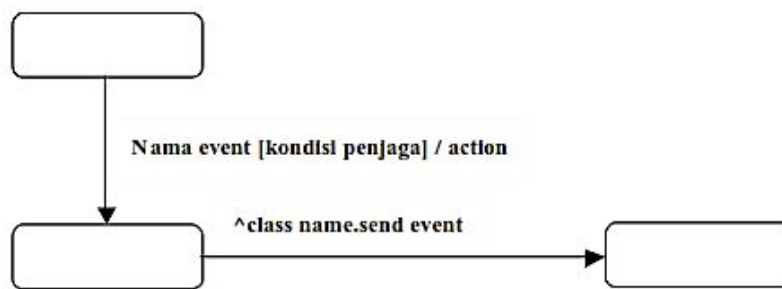 Nama event [kondisi penjaga] / action
^class name.send event